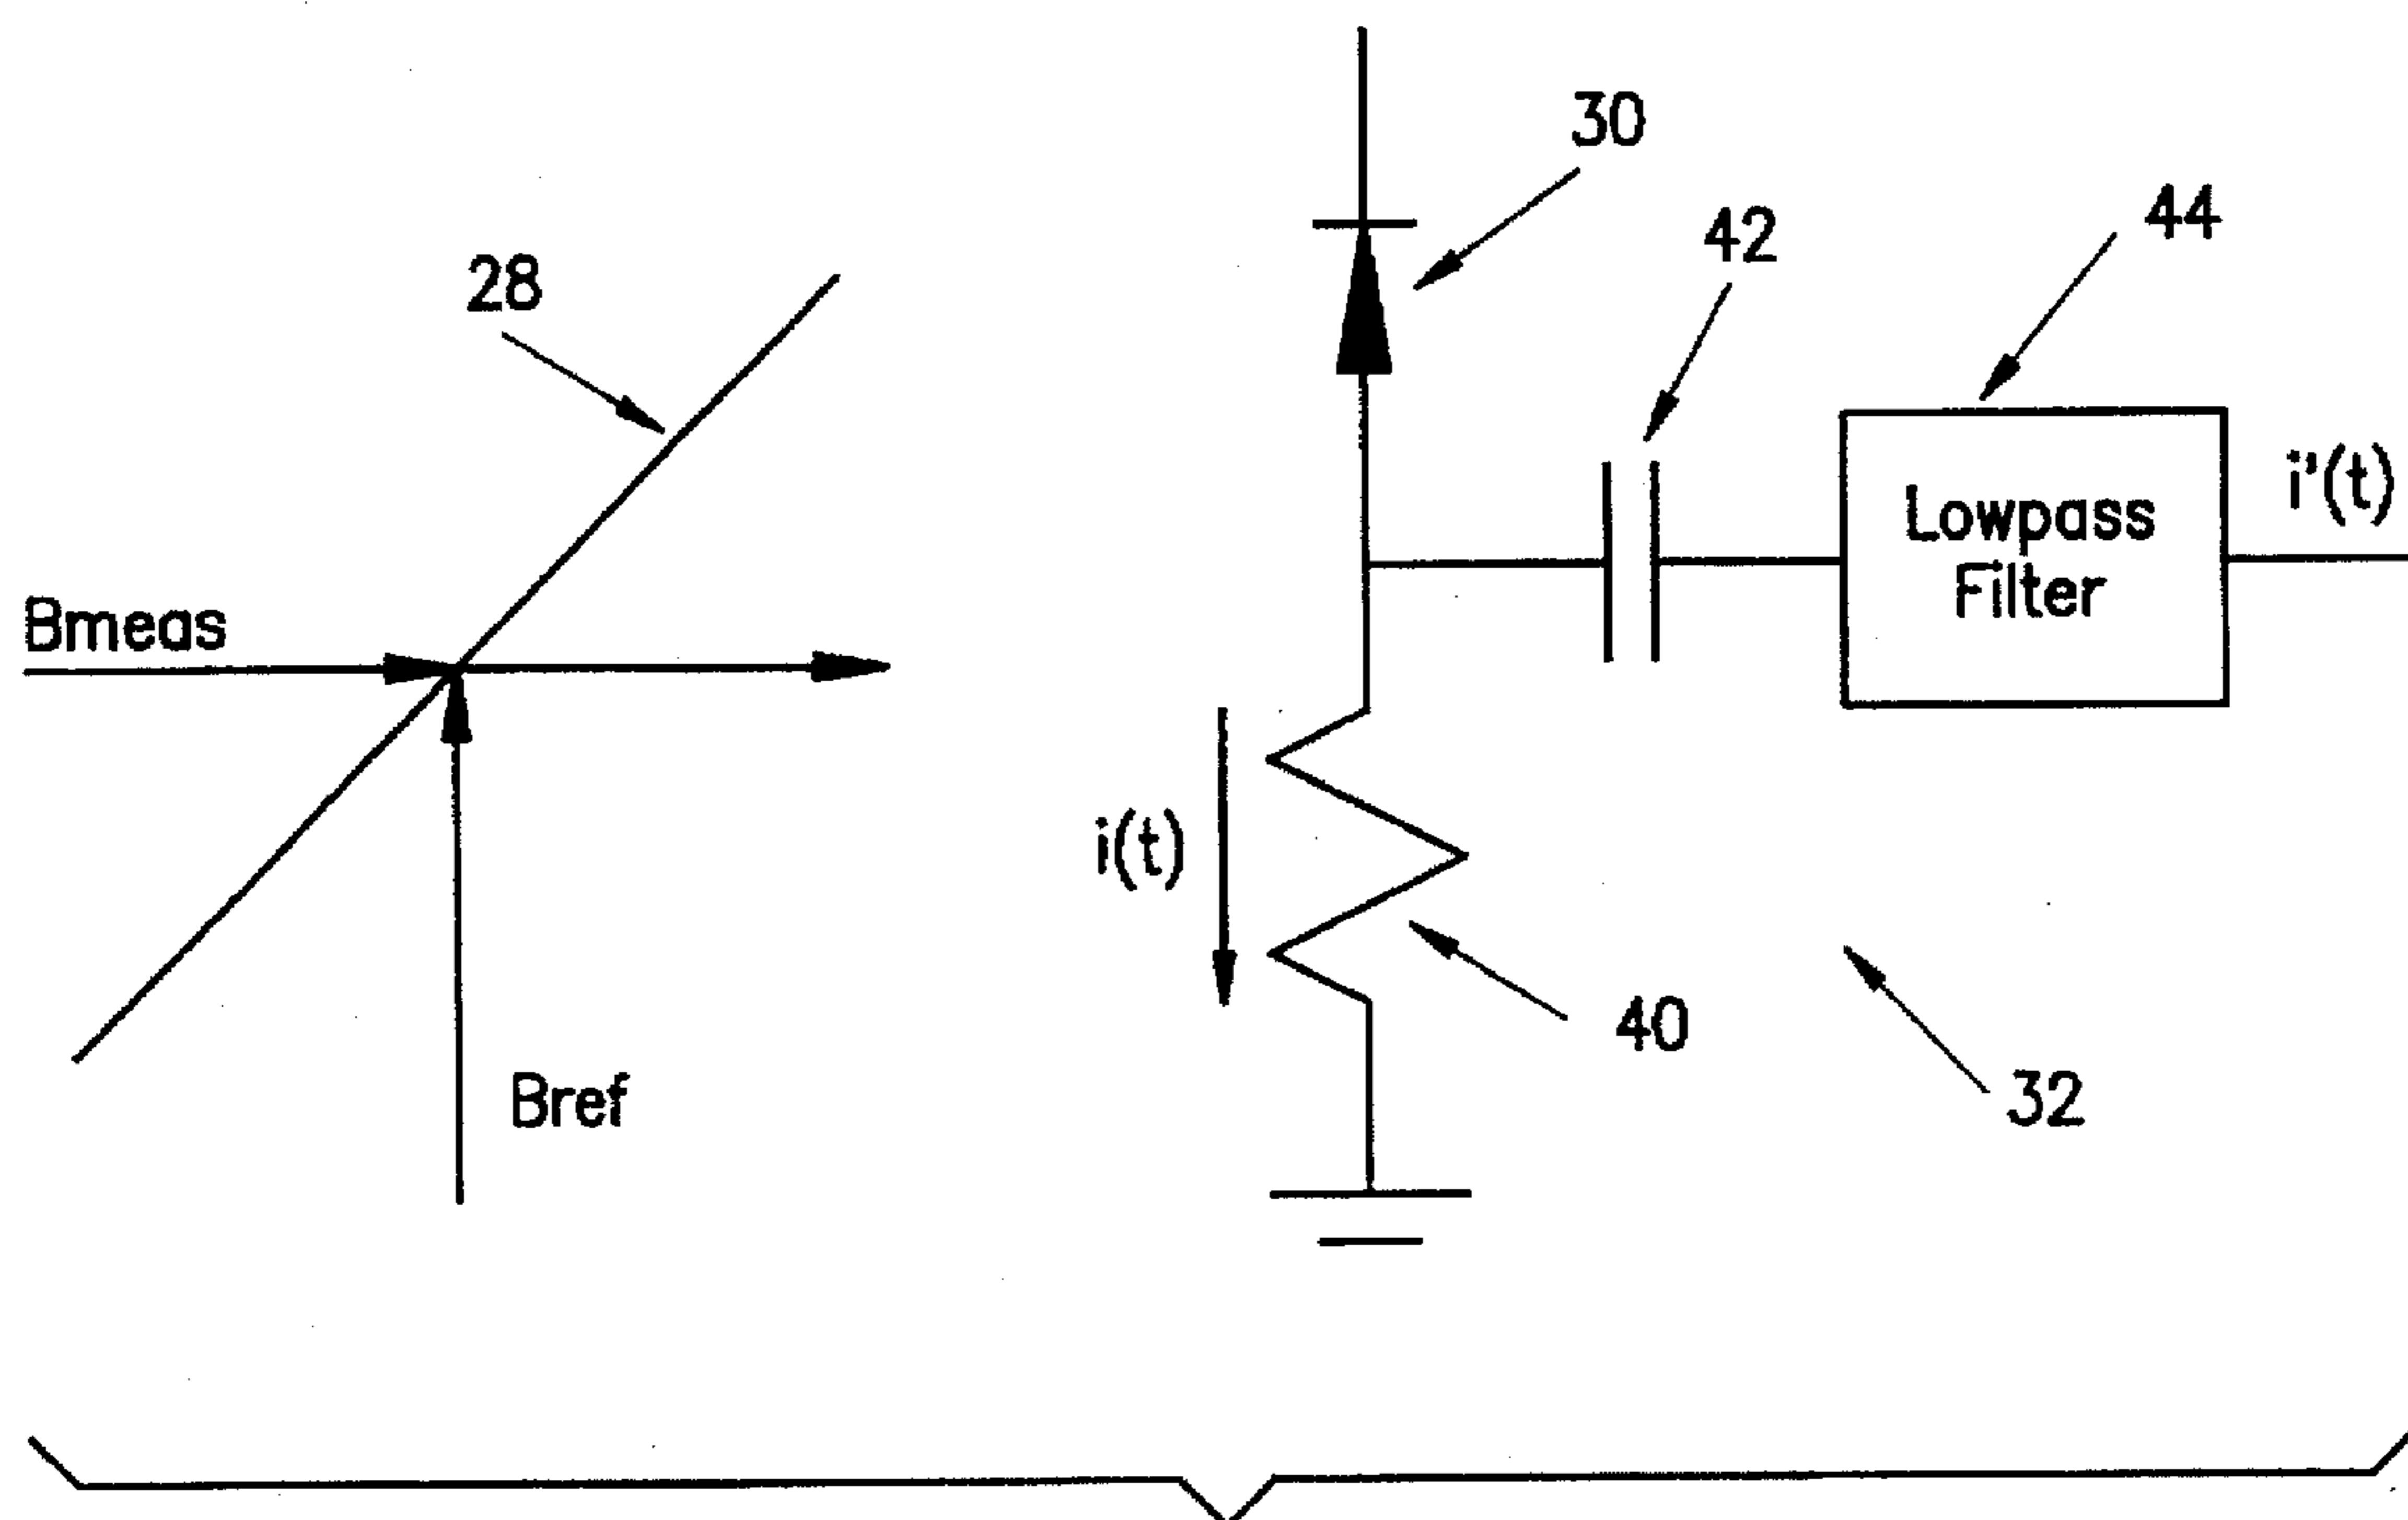 30
42
44
28
i'(t)
Lowpass
Filter
Bmeas
i(t)
40
Bref
32